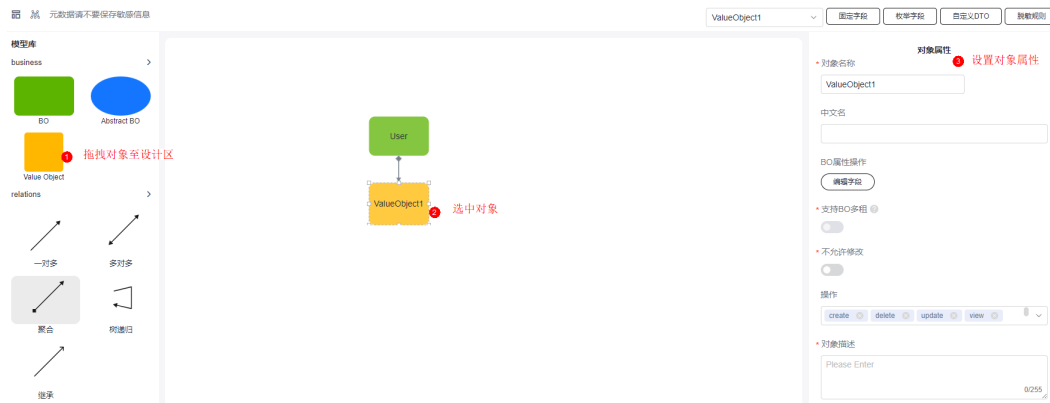 元数据请不要保存敏感信息
ValueObject1
固定字段
枚举字段
自定义DTO
脱敏规则
模型库
business
BO
Abstract BO
1 拖拽对象至设计区
Value Object
relations
一对多
多对多
聚合
树递归
继承
User
ValueObject1
2 选中对象
对象属性
3 设置对象属性
* 对象名称
ValueObject1
中文名
BO属性操作
编辑字段
* 支持BO多租
* 不允许修改
操作
create delete update view
* 对象描述
Please Enter
0/255